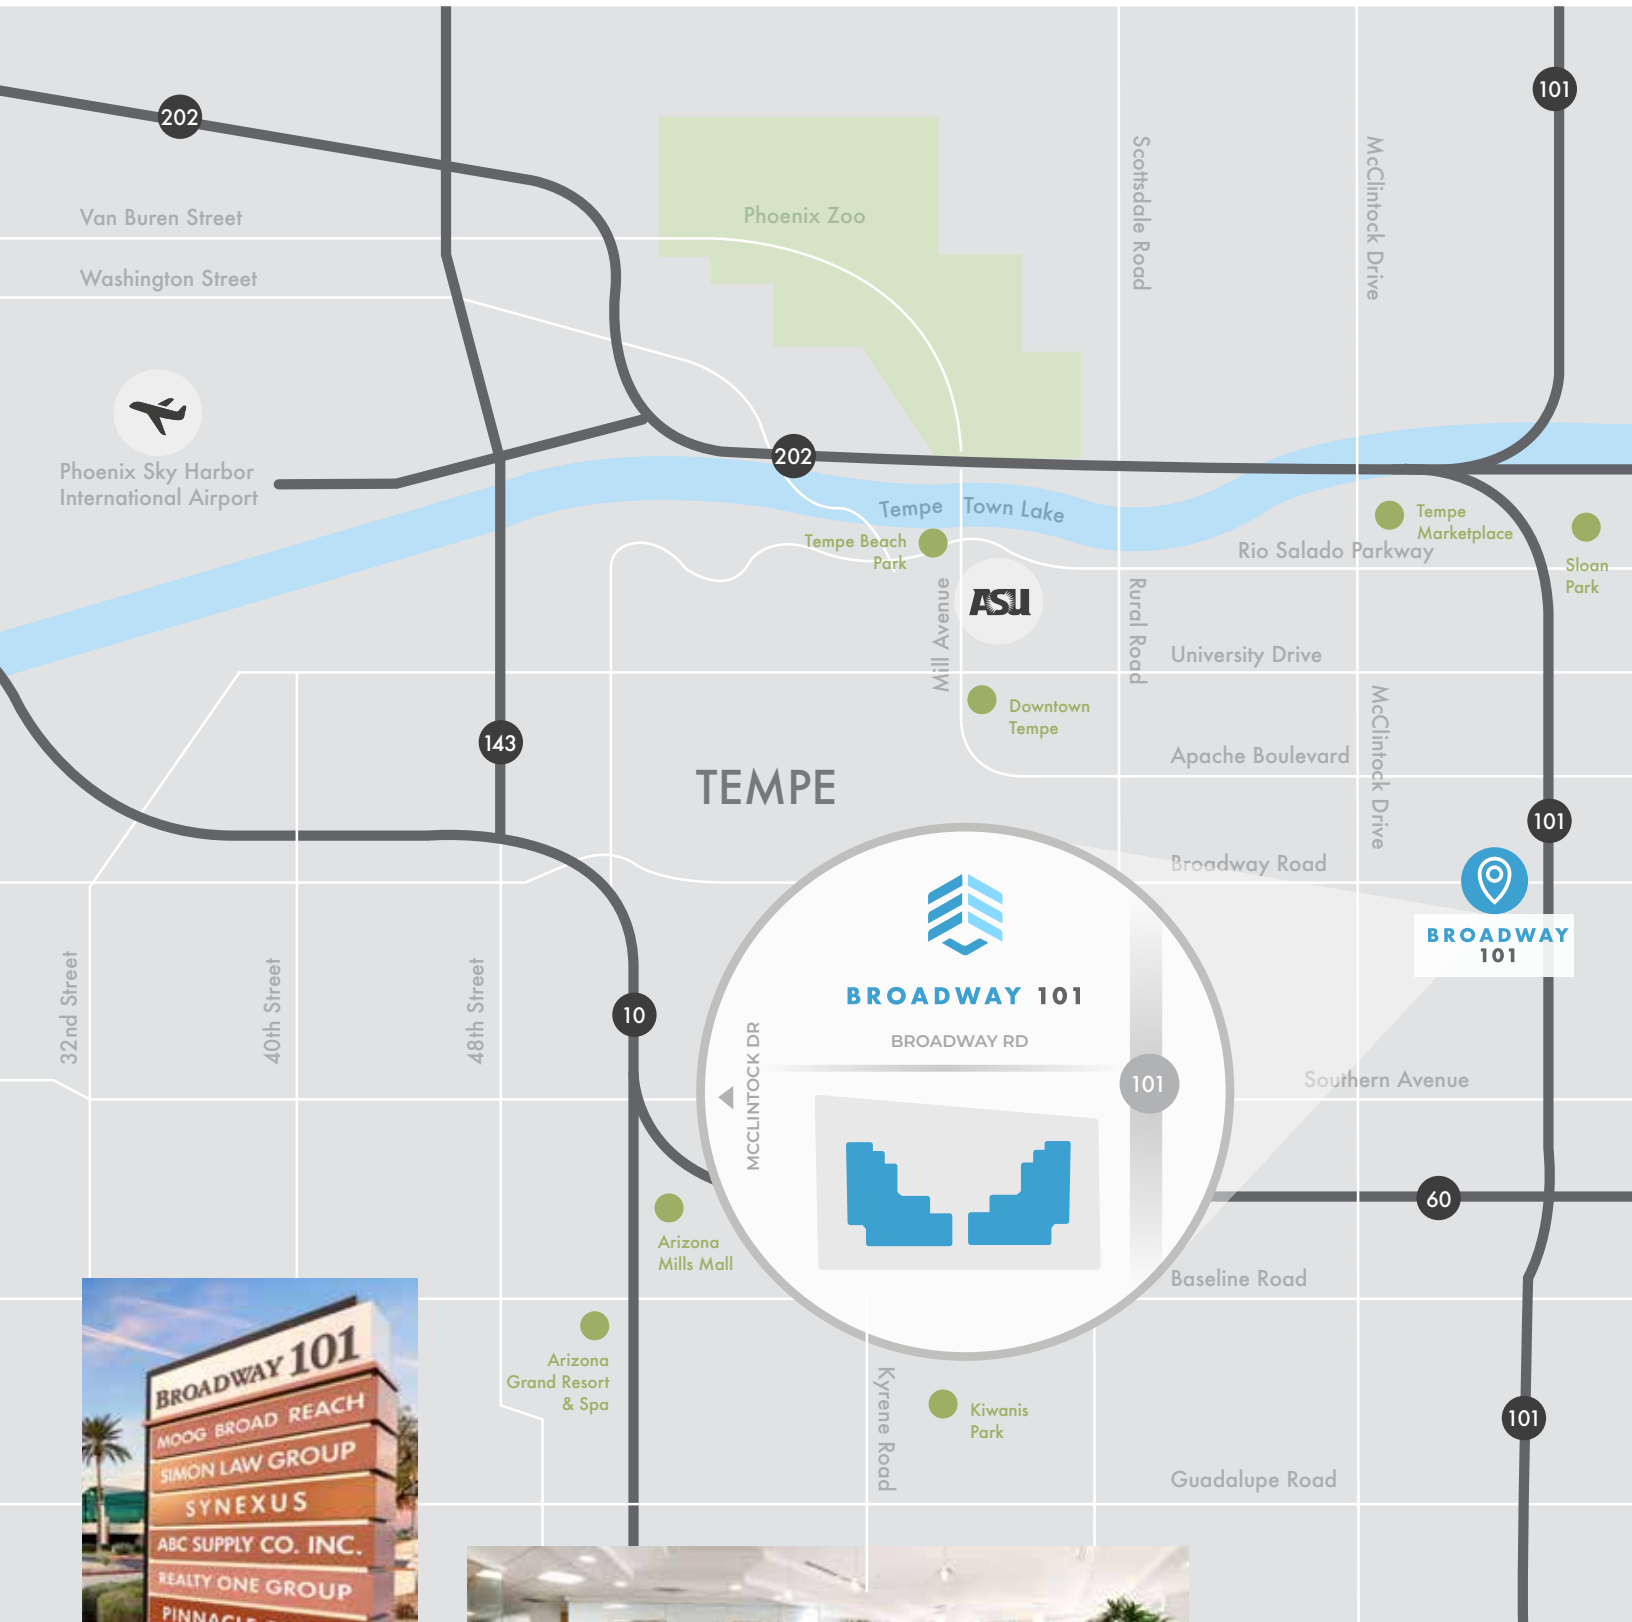 202
101
Scottsdale Road
McClintock Drive
Van Buren Street
Phoenix Zoo
Washington Street
Phoenix Sky Harbor
International Airport
202
Tempe Town Lake
Tempe Beach
Park
Tempe
Marketplace
Rio Salado Parkway
Sloan
Park
Mill Avenue
ASU
Rural Road
University Drive
Downtown
Tempe
McClintock Drive
143
Apache Boulevard
TEMPE
101
Broadway Road
BROADWAY
101
32nd Street
40th Street
48th Street
10
BROADWAY 101
BROADWAY RD
MCCLINTOCK DR
101
Southern Avenue
60
Arizona
Mills Mall
Baseline Road
Arizona
Grand Resort
& Spa
Kyrene Road
Kiwanis
Park
101
Guadalupe Road
BROADWAY 101
MOOG BROAD REACH
SIMON LAW GROUP
SYNEXUS
ABC SUPPLY CO. INC.
REALTY ONE GROUP
PINNACLE